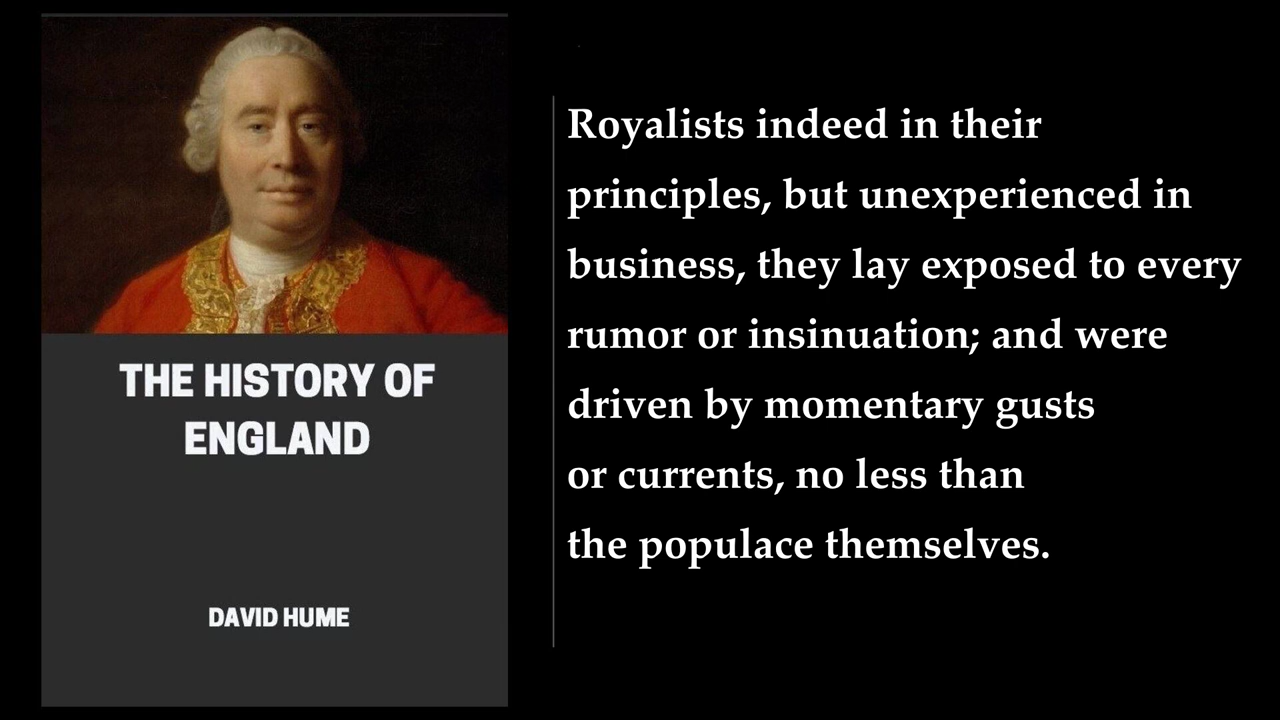 THE HISTORY OF
ENGLAND
DAVID HUME
Royalists indeed in their
principles, but unexperienced in
business, they lay exposed to every
rumor or insinuation; and were
driven by momentary gusts
or currents, no less than
the populace themselves.